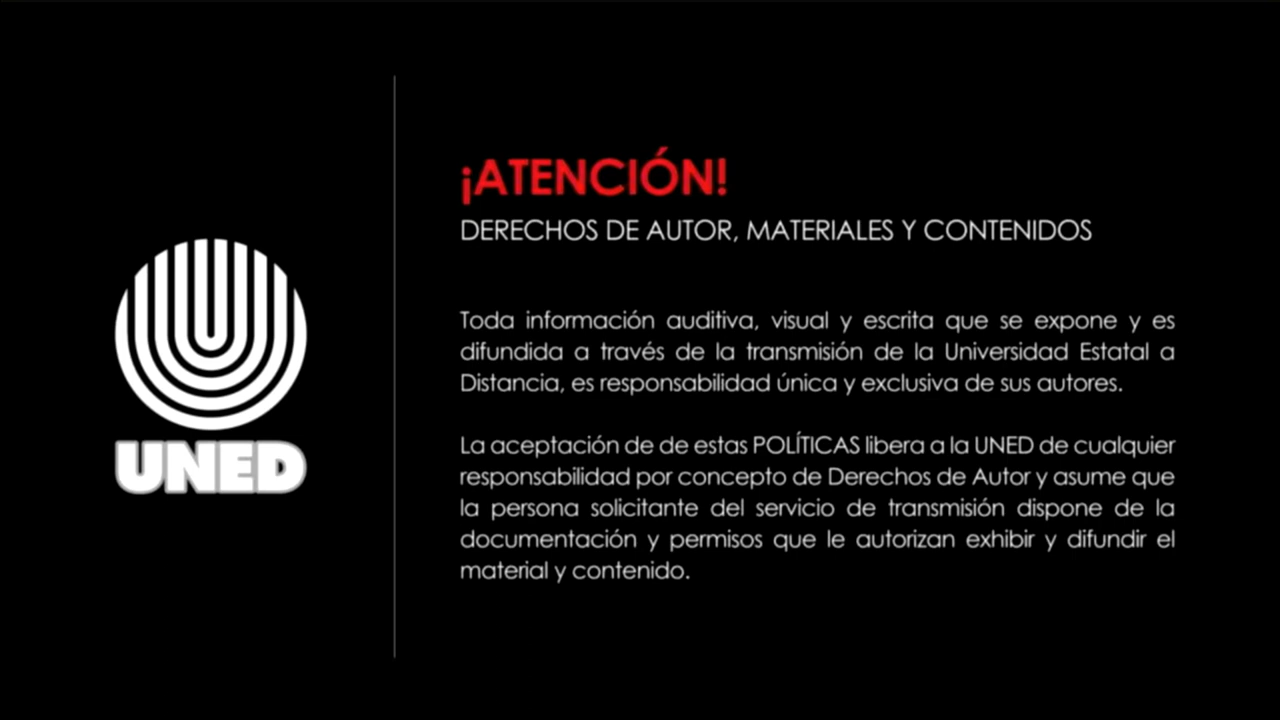 ¡ATENCIÓN!
DERECHOS DE AUTOR, MATERIALES Y CONTENIDOS
Toda información auditiva, visual y escrita que se expone y es
difundida a través de la transmisión de la Universidad Estatal a
Distancia, es responsabilidad única y exclusiva de sus autores.
La aceptación de de estas POLÍTICAS libera a la UNED de cualquier
responsabilidad por concepto de Derechos de Autor y asume que
la persona solicitante del servicio de transmisión dispone de la
documentación y permisos que le autorizan exhibir y difundir el
material y contenido.
UNED